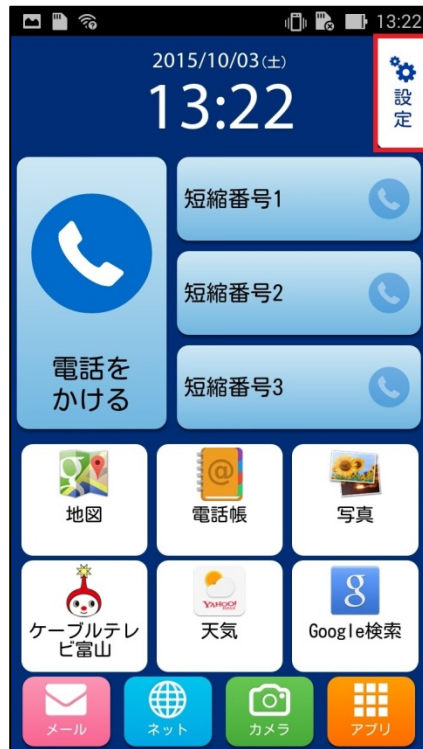 13:22
2015/10/03(土)
13:22
設定
電話を
かける
短縮番号1
短縮番号2
短縮番号3
地図
電話帳
写真
ケーブルテレ
ビ富山
YAHOO!
天気
Google検索
メール
ネット
カメラ
アプリ